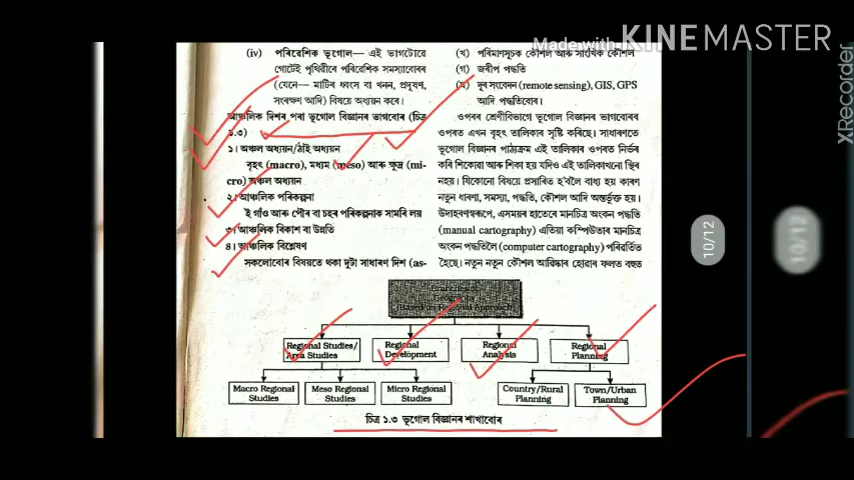 Made with KINEMASTER
XRecorder
(iv) পৰিৱেশিক ভূগোল— এই ভাগটোৱে
গোটেই পৃথিৱীৰে পৰিৱেশিক সমস্যাবোৰৰ
(যেনে— মাটিৰ ধ্বংস বা খনন, প্ৰদূষণ,
সংৰক্ষণ আদি) বিষয়ে অধ্যয়ন কৰে।
আঞ্চলিক দিশৰ পৰা ভূগোল বিজ্ঞানৰ ভাগবোৰ (চিত্ৰ
১.৩)
১। অঞ্চল অধ্যয়ন/ঠাই অধ্যয়ন
বৃহৎ (macro), মধ্যম (meso) আৰু ক্ষুদ্ৰ (mi-
cro) অঞ্চল অধ্যয়ন
২। আঞ্চলিক পৰিকল্পনা
ই গাঁও আৰু পৌৰ বা চহৰ পৰিকল্পনাক সামৰি লয়
৩। আঞ্চলিক বিকাশ বা উন্নতি
৪। আঞ্চলিক বিশ্লেষণ
সকলোবোৰ বিষয়তে থকা দুটা সাধাৰণ দিশ (as-
(খ) পৰিমাণসূচক কৌশল আৰু সাংখ্যিক কৌশল
(গ) জৰীপ পদ্ধতি
(ঘ) দূৰ সংবেদন (remote sensing), GIS, GPS
আদি পদ্ধতিবোৰ।
ওপৰৰ শ্ৰেণীবিভাগে ভূগোল বিজ্ঞানৰ ভাগবোৰৰ
ওপৰত এখন বৃহৎ তালিকাৰ সৃষ্টি কৰিছে। সাধাৰণতে
ভূগোল বিজ্ঞানৰ পাঠ্যক্ৰম এই তালিকাৰ ওপৰত নিৰ্ভৰ
কৰি শিকোৱা আৰু শিকা হয় যদিও এই তালিকাখনো স্থিৰ
নহয়। যিকোনো বিষয়ে প্ৰসাৰিত হ'বলৈ বাধ্য হয় কাৰণ
নতুন ধাৰণা, সমস্যা, পদ্ধতি, কৌশল আদি অন্তৰ্ভুক্ত হয়।
উদাহৰণস্বৰূপে, এসময়ৰ হাতেৰে মানচিত্ৰ অংকন পদ্ধতি
(manual cartography) এতিয়া কম্পিউতাৰ মানচিত্ৰ
অংকন পদ্ধতিলৈ (computer cartography) পৰিৱৰ্তিত
হৈছে। নতুন নতুন কৌশল আৱিষ্কাৰ হোৱাৰ ফলত বহুত
10/12
10/12
Geography
(Based on Regional Approach)
Regional Studies/
Area Studies
Regional
Development
Regional
Analysis
Regional
Planning
Macro Regional
Studies
Meso Regional
Studies
Micro Regional
Studies
Country/Rural
Planning
Town/Urban
Planning
চিত্ৰ ১.৩ ভূগোল বিজ্ঞানৰ শাখাবোৰ